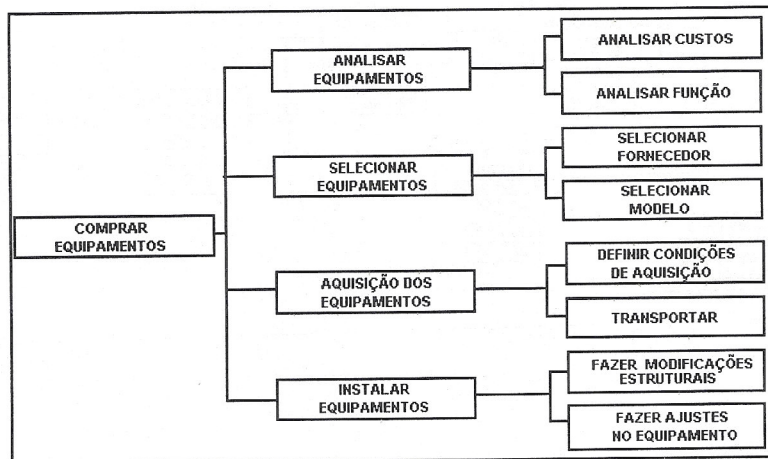 COMPRAR
EQUIPAMENTOS
ANALISAR
EQUIPAMENTOS
ANALISAR CUSTOS
ANALISAR FUNÇÃO
SELECIONAR
EQUIPAMENTOS
SELECIONAR
FORNECEDOR
SELECIONAR
MODELO
AQUISIÇÃO DOS
EQUIPAMENTOS
DEFINIR CONDIÇÕES
DE AQUISIÇÃO
TRANSPORTAR
INSTALAR
EQUIPAMENTOS
FAZER MODIFICAÇÕES
ESTRUTURAIS
FAZER AJUSTES
NO EQUIPAMENTO